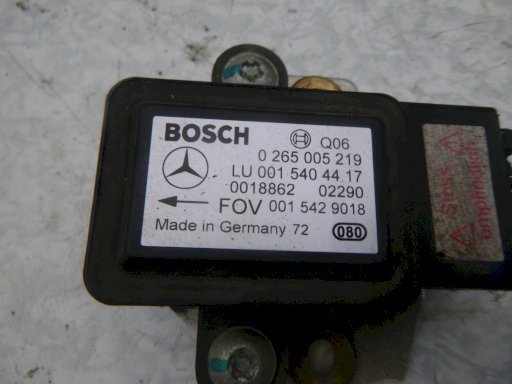 BOSCH Q06
0 265 005 219
LU 001 540 44 17
0018862 02290
FOV 001 542 9018
Made in Germany 72 080